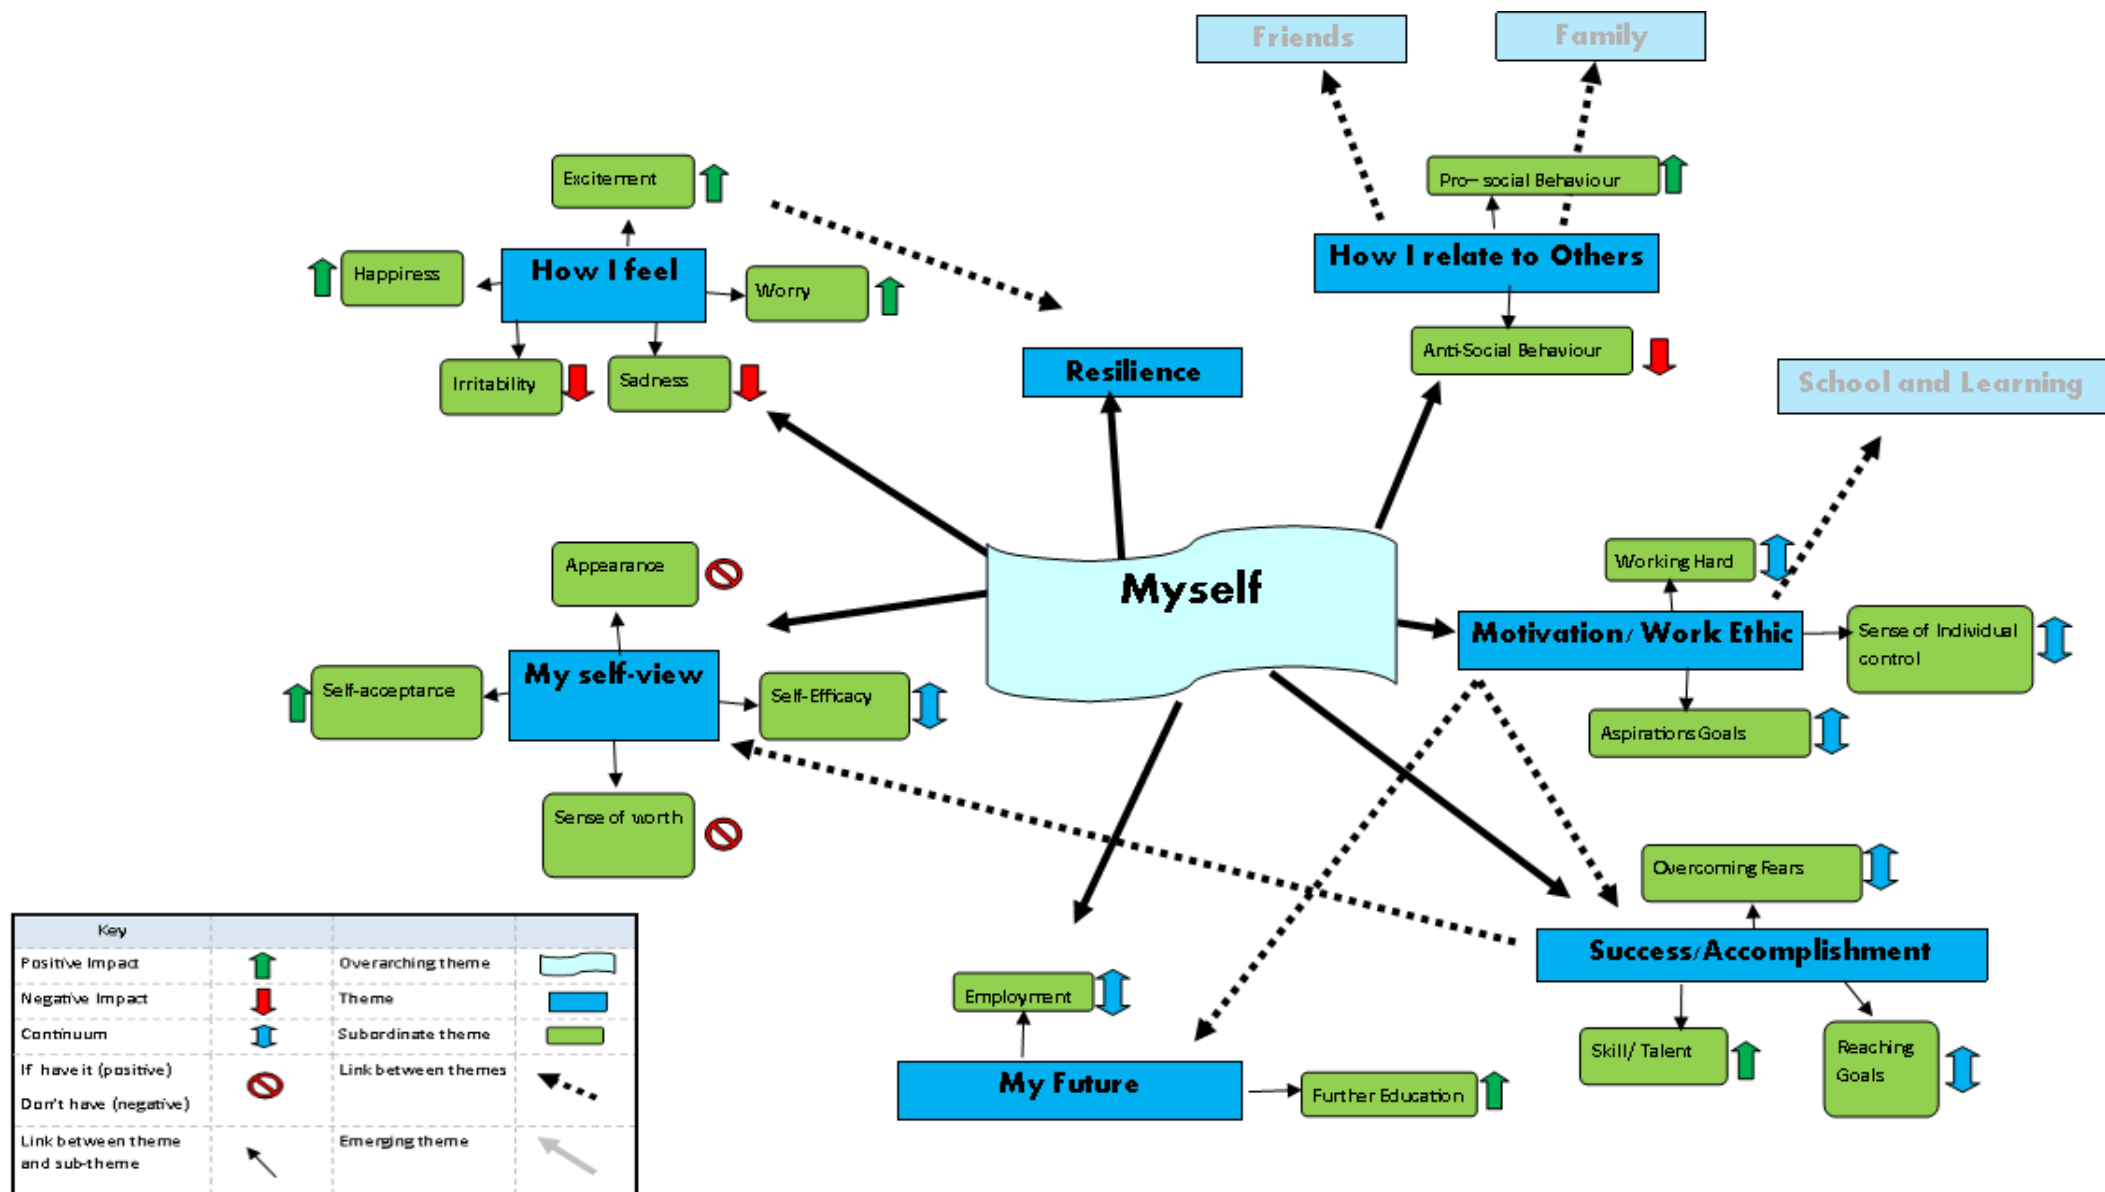 Friends
Family
Excitement
Pro-social Behaviour
How I feel
How I relate to Others
Happiness
Worry
Irritability
Sadness
Resilience
Anti-Social Behaviour
School and Learning
Appearance
Myself
Working Hard
Motivation/ Work Ethic
Sense of Individual
control
Self-acceptance
My self-view
Self-Efficacy
Aspirations Goals
Sense of worth
Overcoming Fears
Success/Accomplishment
Employment
Skill/ Talent
Reaching
Goals
My Future
Further Education
Key
Positive Impact
Overarching theme
Negative Impact
Theme
Continuum
Subordinate theme
If have it (positive)
Link between themes
Don't have (negative)
Link between theme
and sub-theme
Emerging theme